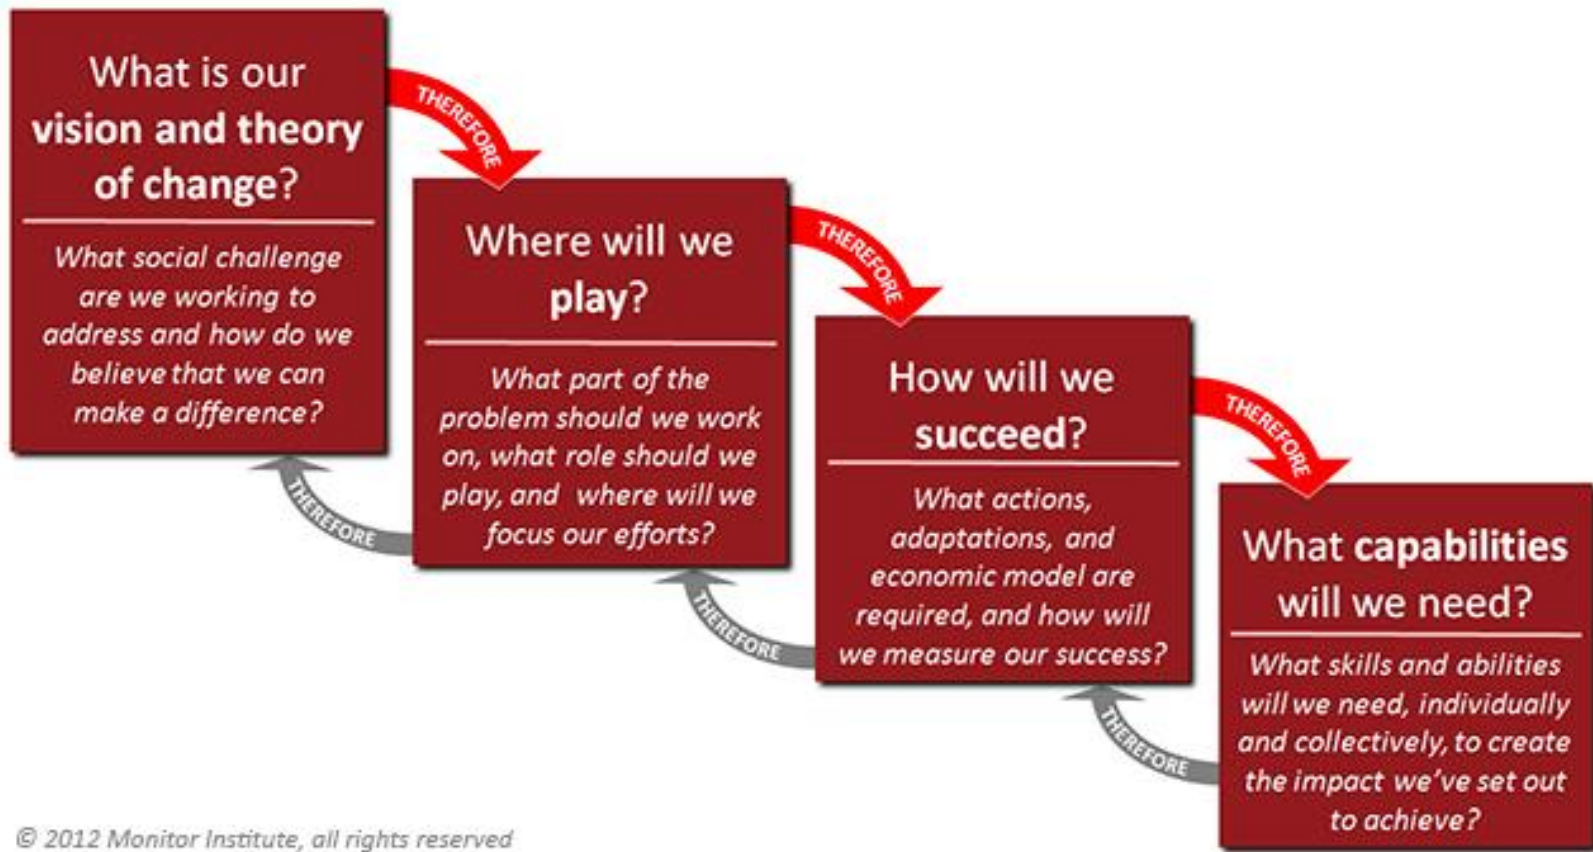 What is our
vision and theory
of change?
What social challenge
are we working to
address and how do we
believe that we can
make a difference?
THEREFORE
Where will we
play?
What part of the
problem should we work
on, what role should we
play, and where will we
focus our efforts?
THEREFORE
THEREFORE
How will we
succeed?
What actions,
adaptations, and
economic model are
required, and how will
we measure our success?
THEREFORE
THEREFORE
What capabilities
will we need?
What skills and abilities
will we need, individually
and collectively, to create
the impact we've set out
to achieve?
THEREFORE
© 2012 Monitor Institute, all rights reserved